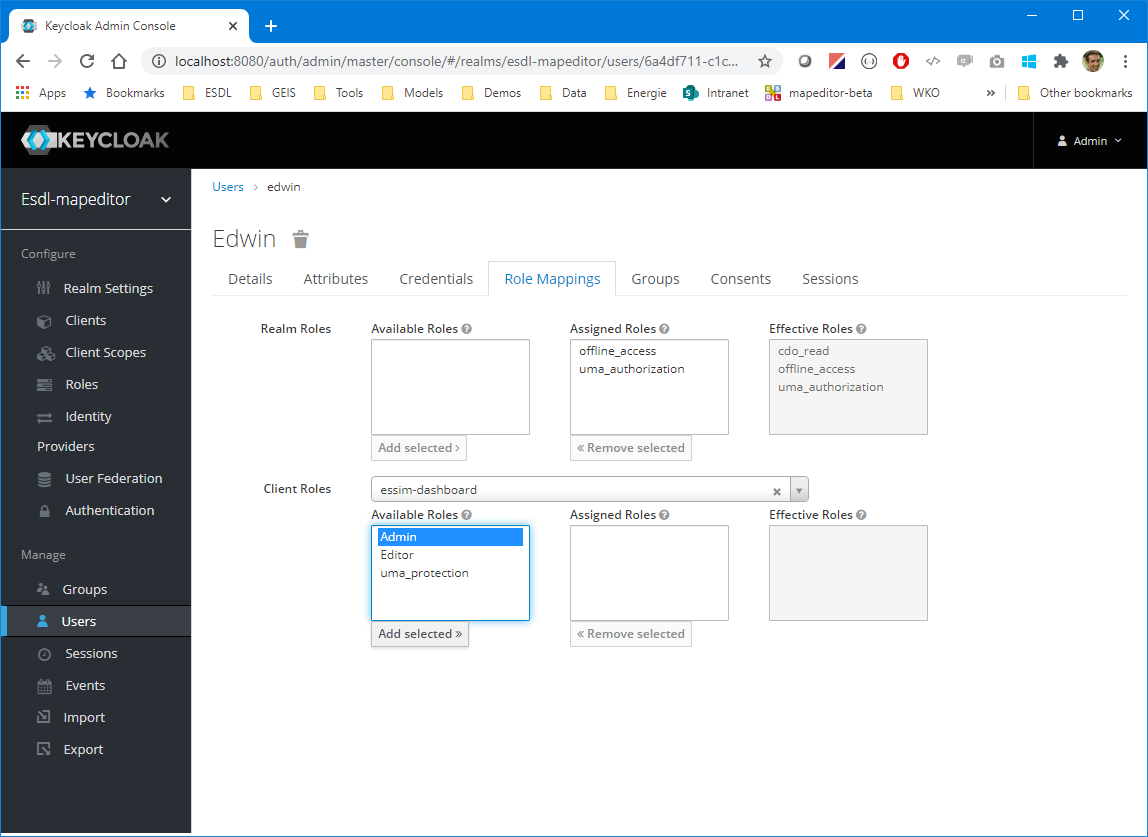 Keycloak Admin Console
localhost:8080/auth/admin/master/console/#/realms/esdl-mapeditor/users/6a4df711-c1c...
Apps Bookmarks ESDL GEIS Tools Models Demos Data Energie Intranet mapeditor-beta WKO » Other bookmarks
KEYCLOAK
Admin
Esdl-mapeditor
Configure
Realm Settings
Clients
Client Scopes
Roles
Identity
Providers
User Federation
Authentication
Manage
Groups
Users
Sessions
Events
Import
Export
Users > edwin
Edwin
Details Attributes Credentials Role Mappings Groups Consents Sessions
Realm Roles Available Roles Assigned Roles Effective Roles
offline_access
uma_authorization
cdo_read
offline_access
uma_authorization
Add selected > « Remove selected
Client Roles essim-dashboard
Available Roles Assigned Roles Effective Roles
Admin
Editor
uma_protection
Add selected » « Remove selected